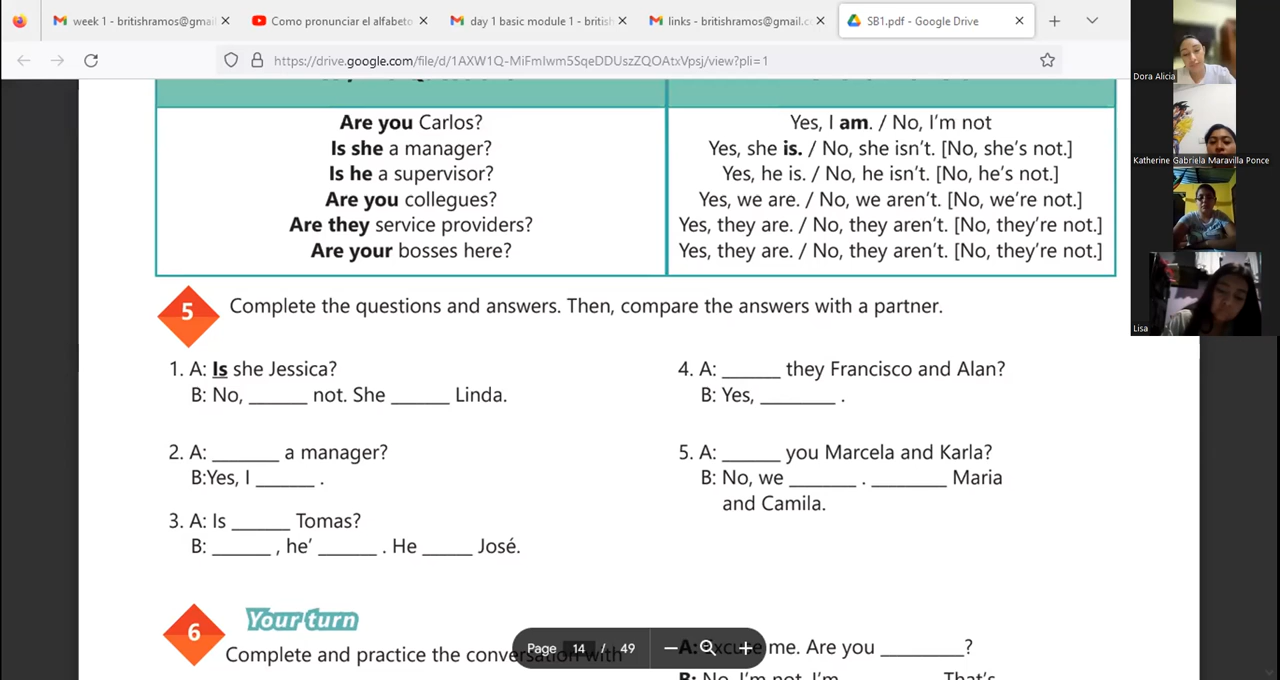 week 1 - britishramos@gmai
Como pronunciar el alfabeto
day 1 basic module 1 - british
links - britishramos@gmail.c
SB1.pdf - Google Drive
https://drive.google.com/file/d/1AXW1Q-MiFmIwm5SqeDDUszZQOAtxVpsj/view?pli=1
Are you Carlos?
Yes, I am. / No, I'm not
Is she a manager?
Yes, she is. / No, she isn't. [No, she's not.]
Is he a supervisor?
Yes, he is. / No, he isn't. [No, he's not.]
Are you collegues?
Yes, we are. / No, we aren't. [No, we're not.]
Are they service providers?
Yes, they are. / No, they aren't. [No, they're not.]
Are your bosses here?
Yes, they are. / No, they aren't. [No, they're not.]
5 Complete the questions and answers. Then, compare the answers with a partner.
1. A: Is she Jessica?
B: No, ______ not. She ______ Linda.
2. A: _______ a manager?
B:Yes, I ______ .
3. A: Is ______ Tomas?
B: ______ , he' ______ . He _____ José.
4. A: ______ they Francisco and Alan?
B: Yes, ________ .
5. A: ______ you Marcela and Karla?
B: No, we _______ . ________ Maria
and Camila.
6 Your turn
Complete and practice the conversation with
A: Excuse me. Are you _________?
B: No, I'm not. I'm ________. That's
Page 14 / 49
Dora Alicia
Katherine Gabriela Maravilla Ponce
Lisa